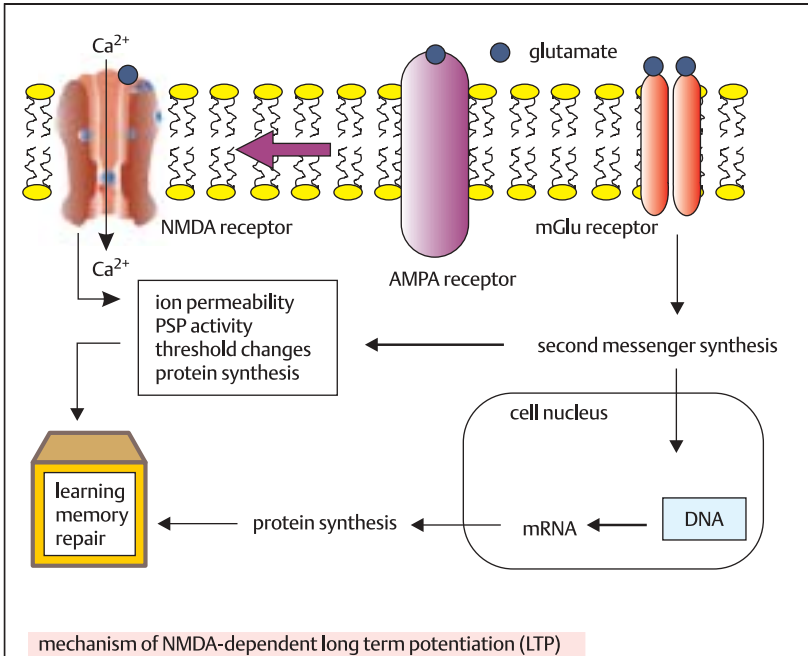 Ca²⁺
glutamate
NMDA receptor
mGlu receptor
Ca²⁺
AMPA receptor
ion permeability
PSP activity
threshold changes
protein synthesis
second messenger synthesis
cell nucleus
learning
memory
repair
protein synthesis
mRNA
DNA
mechanism of NMDA-dependent long term potentiation (LTP)